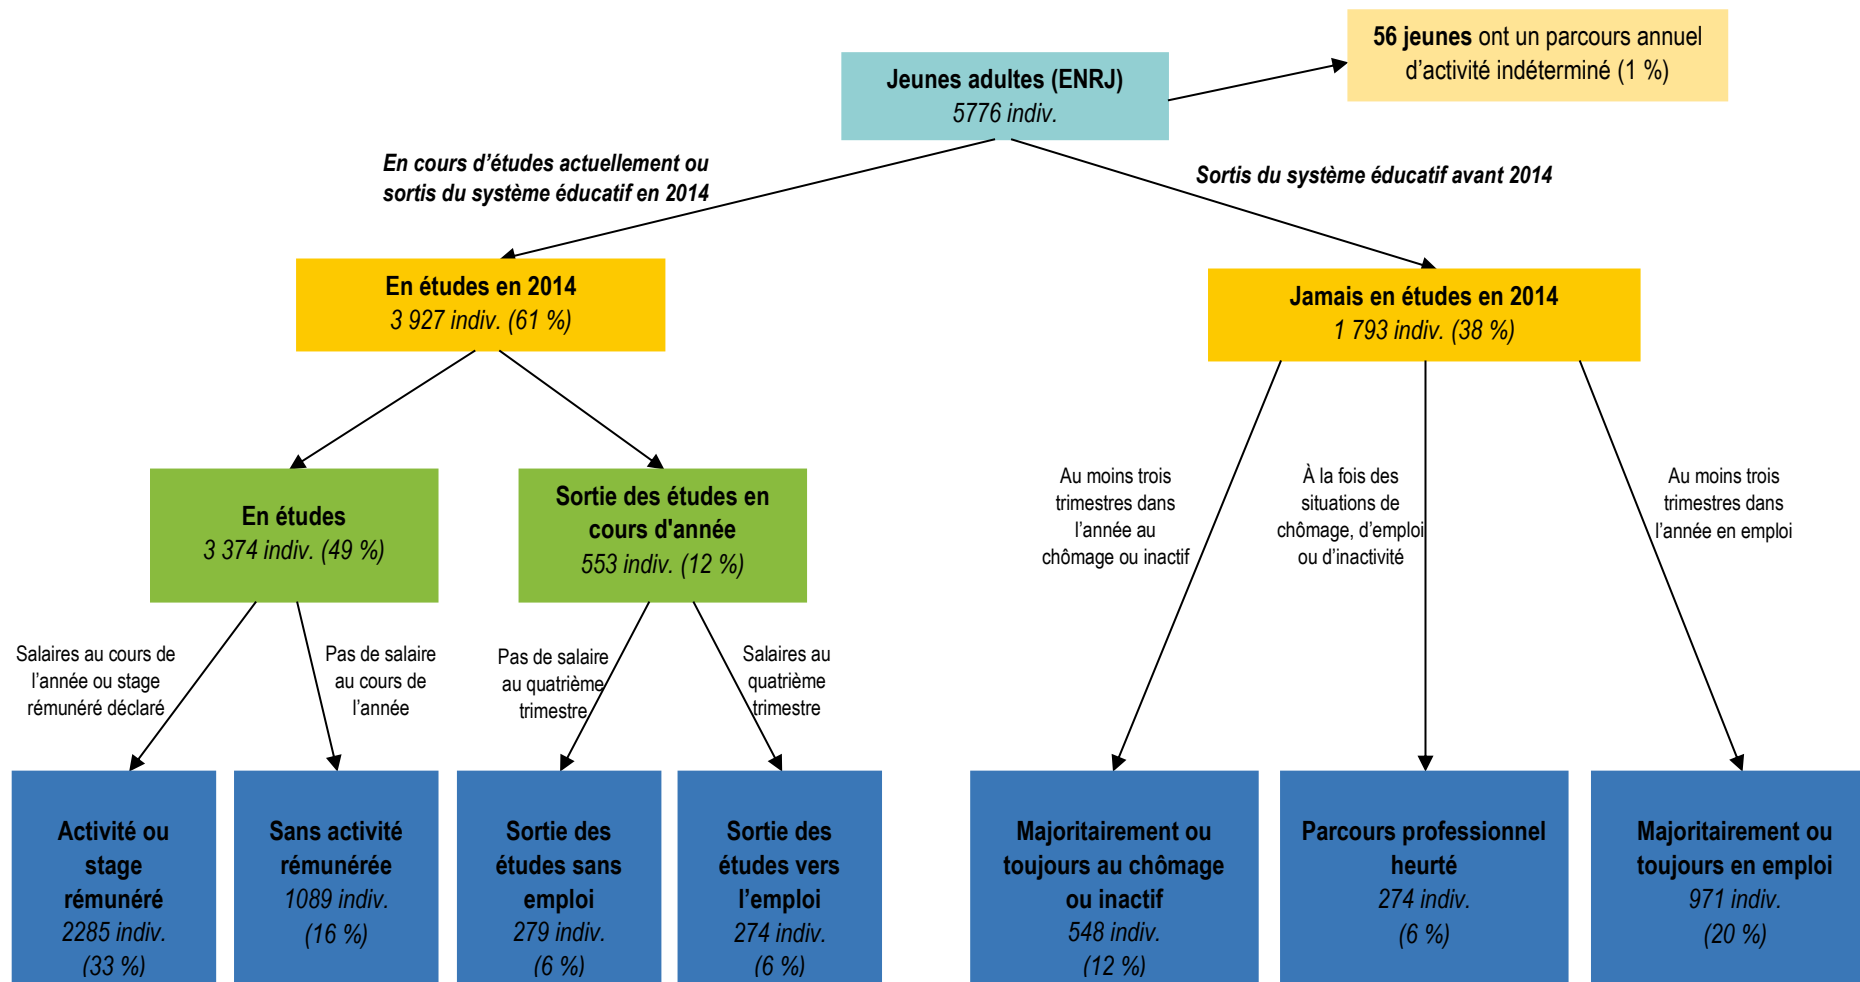 56 jeunes ont un parcours annuel
d’activité indéterminé (1 %)
Jeunes adultes (ENRJ)
5776 indiv.
En cours d’études actuellement ou
sortis du système éducatif en 2014
Sortis du système éducatif avant 2014
En études en 2014
3 927 indiv. (61 %)
Jamais en études en 2014
1 793 indiv. (38 %)
En études
3 374 indiv. (49 %)
Sortie des études en
cours d'année
553 indiv. (12 %)
Au moins trois
trimestres dans
l’année au
chômage ou inactif
À la fois des
situations de
chômage, d’emploi
ou d’inactivité
Au moins trois
trimestres dans
l’année en emploi
Salaires au cours de
l’année ou stage
rémunéré déclaré
Pas de salaire
au cours de
l’année
Pas de salaire
au quatrième
trimestre
Salaires au
quatrième
trimestre
Activité ou
stage
rémunéré
2285 indiv.
(33 %)
Sans activité
rémunérée
1089 indiv.
(16 %)
Sortie des
études sans
emploi
279 indiv.
(6 %)
Sortie des
études vers
l’emploi
274 indiv.
(6 %)
Majoritairement ou
toujours au chômage
ou inactif
548 indiv.
(12 %)
Parcours professionnel
heurté
274 indiv.
(6 %)
Majoritairement ou
toujours en emploi
971 indiv.
(20 %)